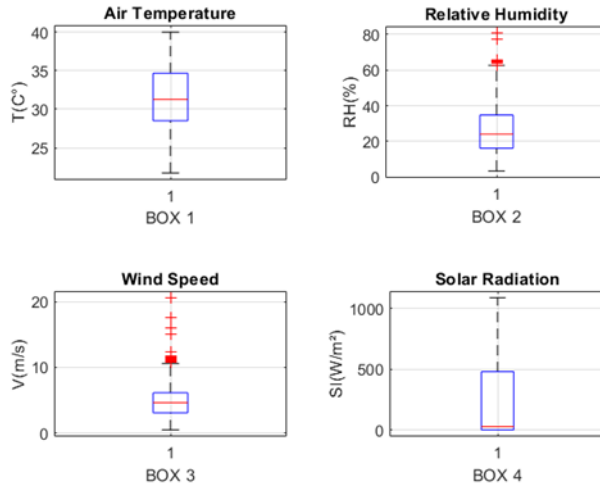 Air Temperature
40
35
30
25
T(C°)
1
BOX 1
Relative Humidity
80
60
40
20
0
RH(%)
1
BOX 2
Wind Speed
20
10
0
V(m/s)
1
BOX 3
Solar Radiation
1000
500
0
SI(W/m²)
1
BOX 4